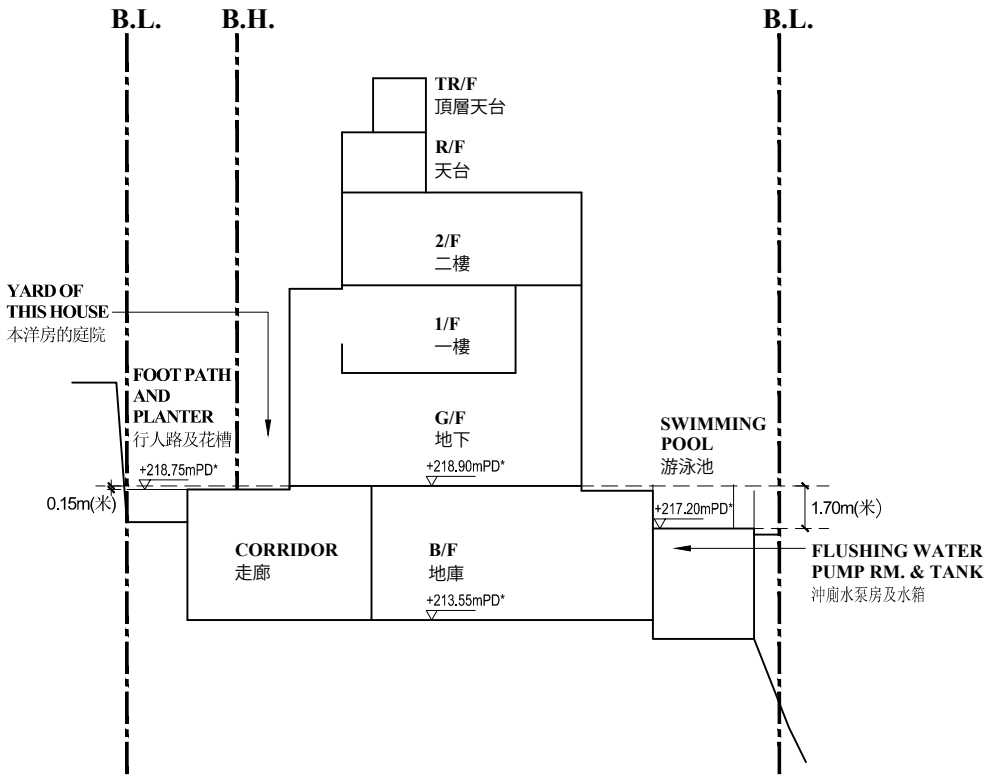 B.L.
B.H.
B.L.
TR/F
頂層天台
R/F
天台
2/F
二樓
YARD OF
THIS HOUSE
本洋房的庭院
1/F
一樓
FOOT PATH
AND
PLANTER
行人路及花槽
+218.75mPD*
0.15m(米)
G/F
地下
+218.90mPD*
SWIMMING
POOL
游泳池
+217.20mPD*
1.70m(米)
CORRIDOR
走廊
B/F
地庫
+213.55mPD*
FLUSHING WATER
PUMP RM. & TANK
沖廁水泵房及水箱